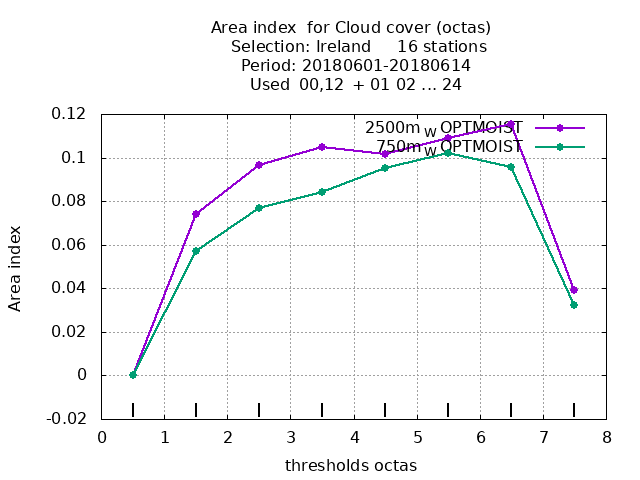 Area index  for Cloud cover (octas)
Selection: Ireland     16 stations
Period: 20180601-20180614
Used  00,12  + 01 02 ... 24
2500m W OPTMOIST
750m W OPTMOIST
0.12
0.1
0.08
0.06
0.04
0.02
0
-0.02
Area index
0 1 2 3 4 5 6 7 8
thresholds octas